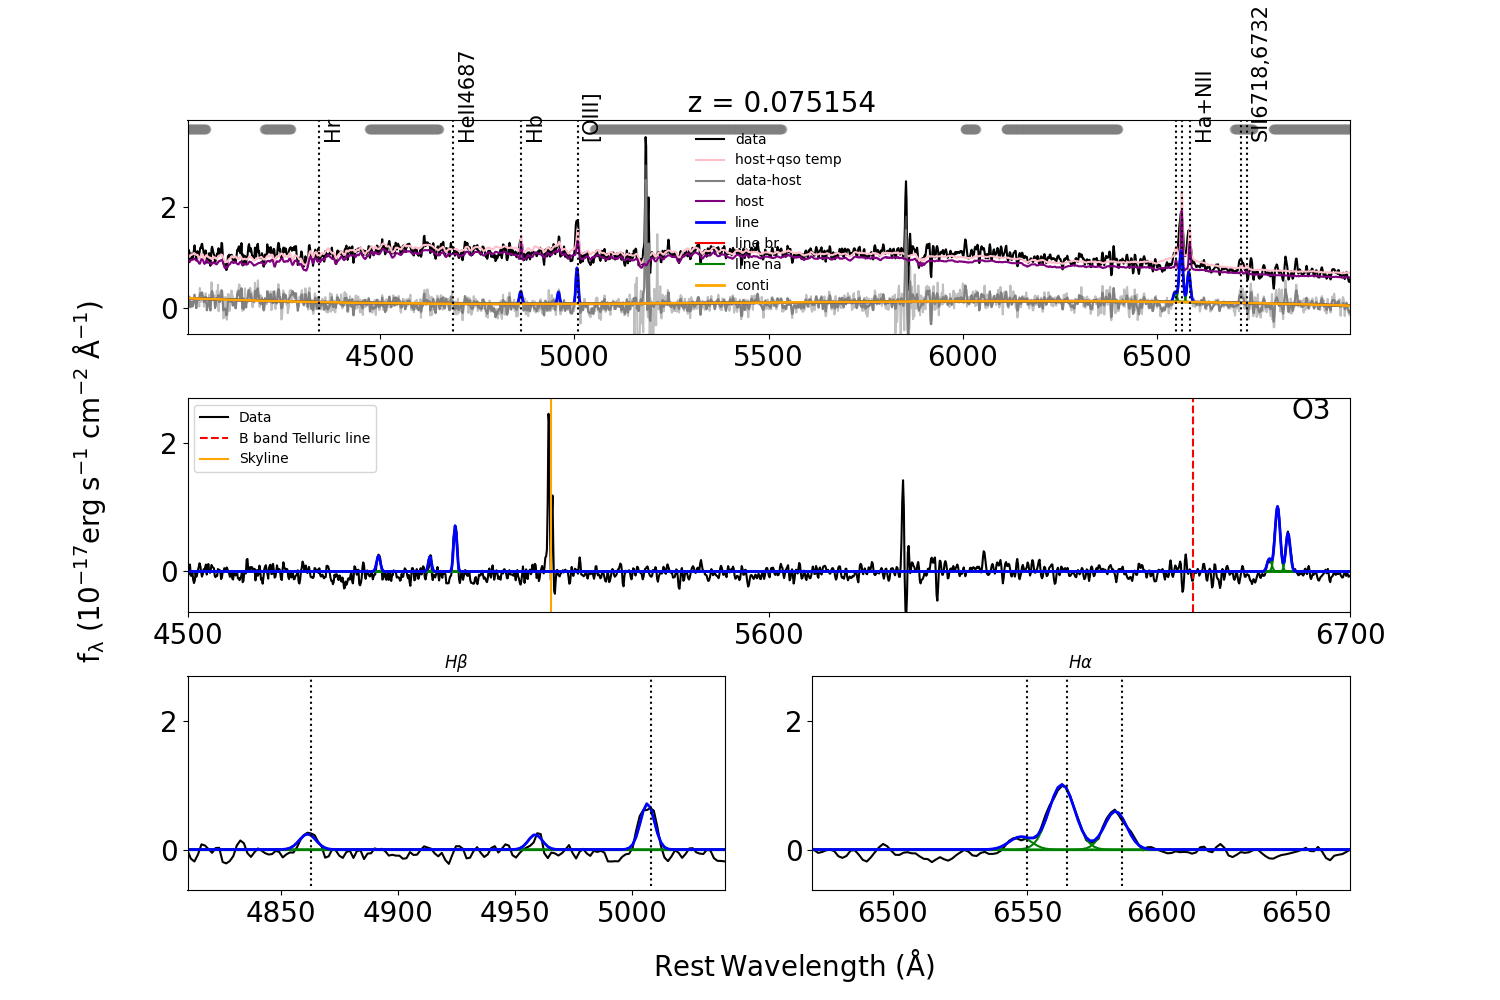 z = 0.075154
Hr
HeII4687
Hb
[OIII]
Ha+NII
SII6718,6732
data
host+qso temp
data-host
host
line
line br
line na
conti
2
0
4500 5000 5500 6000 6500
O3
Data
B band Telluric line
Skyline
2
0
4500 5600 6700
fλ (10⁻¹⁷erg s⁻¹ cm⁻² Å⁻¹)
Hβ
2
0
4850 4900 4950 5000
Hα
2
0
6500 6550 6600 6650
Rest Wavelength (Å)